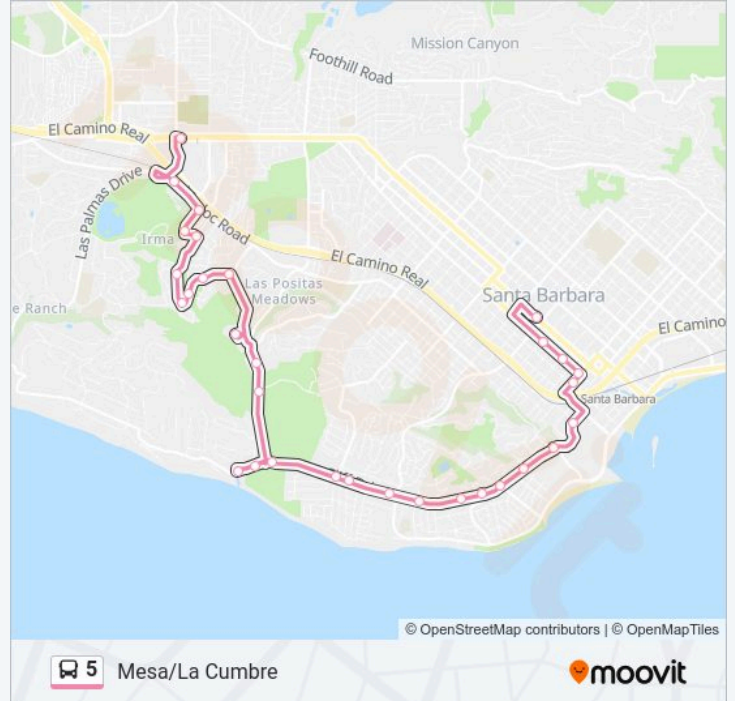 Mission Canyon
Foothill Road
El Camino Real
Las Palmas Drive
Road
Irma
El Camino Real
Las Positas
Meadows
Santa Barbara
e Ranch
El Camino
Santa Barbara
© OpenStreetMap contributors | © OpenMapTiles
5 Mesa/La Cumbre
moovit